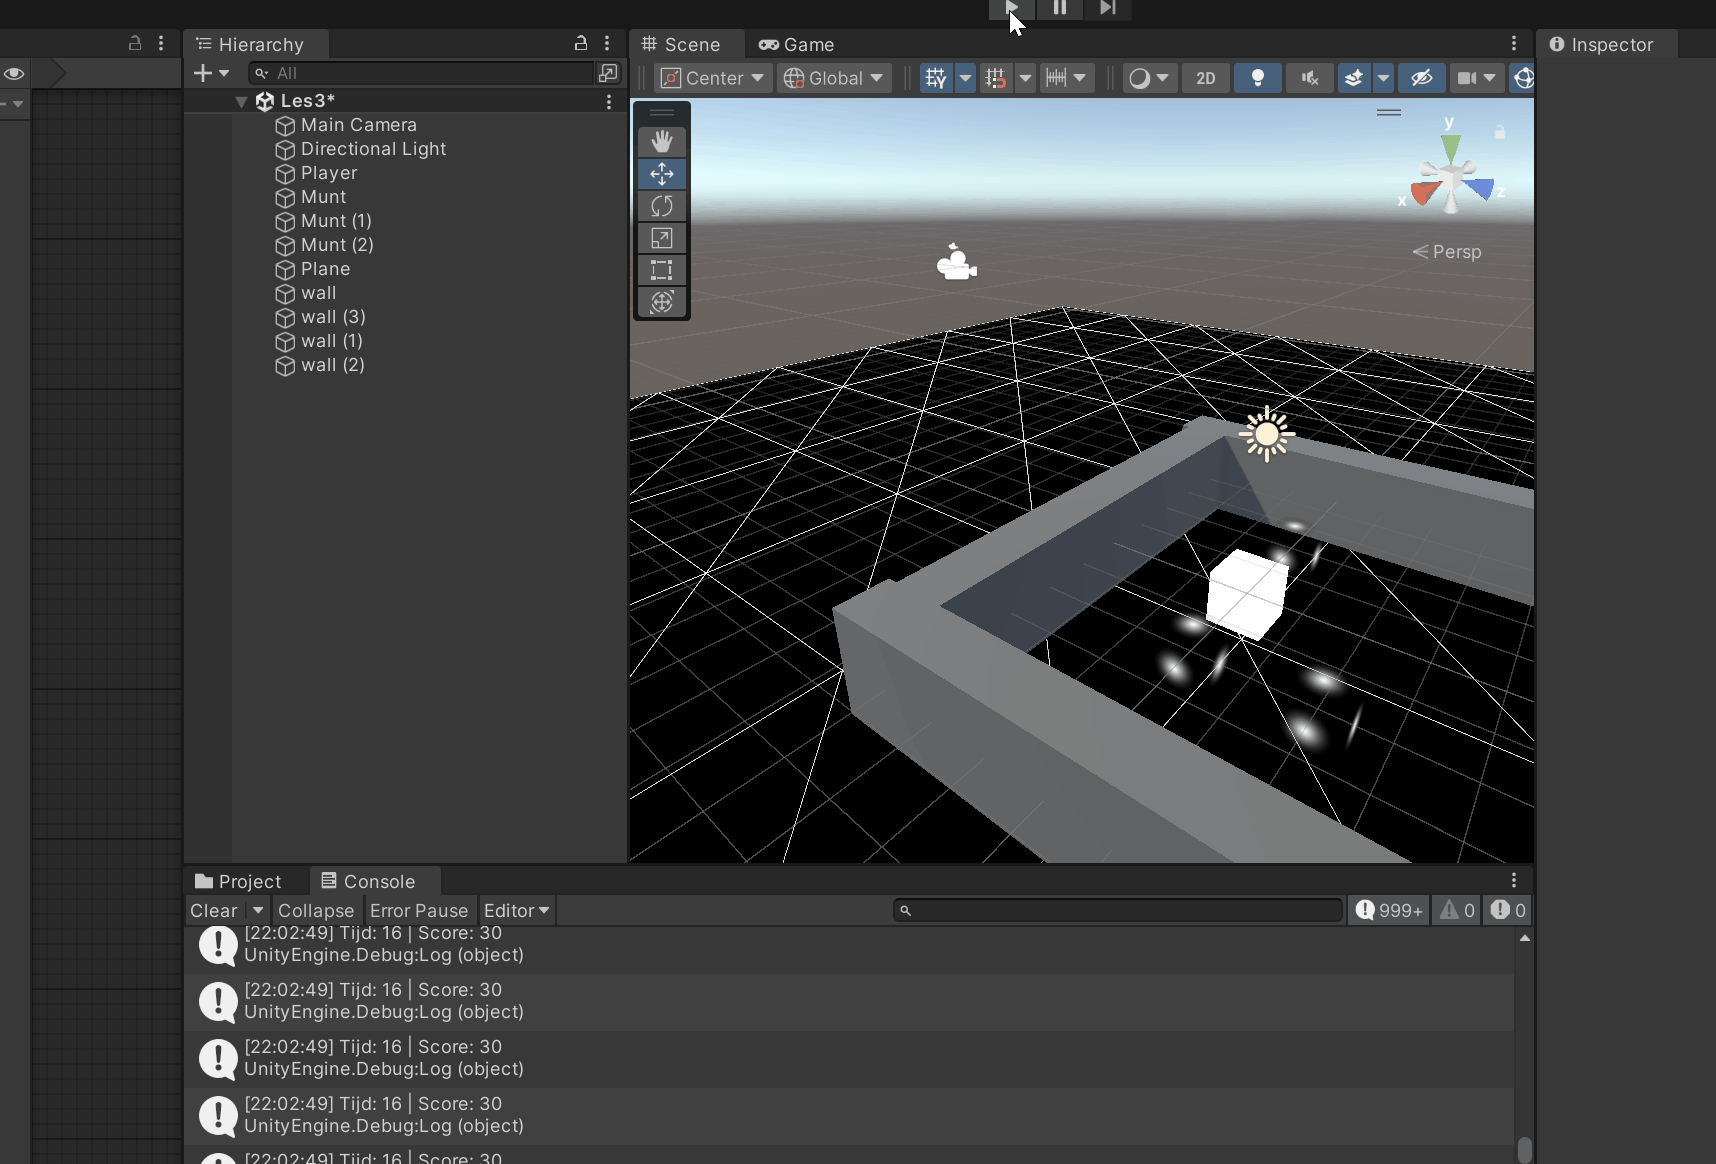 Hierarchy
All
Les3*
Main Camera
Directional Light
Player
Munt
Munt (1)
Munt (2)
Plane
wall
wall (3)
wall (1)
wall (2)
Scene
Game
Center
Global
2D
y
x
z
Persp
Inspector
Project
Console
Clear
Collapse
Error Pause
Editor
999+
0
0
[22:02:49] Tijd: 16 | Score: 30
UnityEngine.Debug:Log (object)
[22:02:49] Tijd: 16 | Score: 30
UnityEngine.Debug:Log (object)
[22:02:49] Tijd: 16 | Score: 30
UnityEngine.Debug:Log (object)
[22:02:49] Tijd: 16 | Score: 30
UnityEngine.Debug:Log (object)
[22:02:49] Tijd: 16 | Score: 30